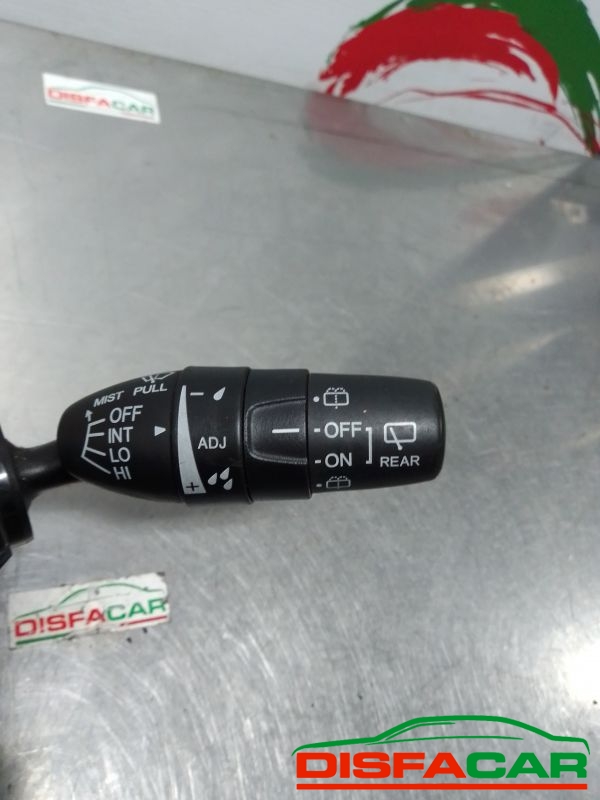 DISFACAR
MIST PULL
OFF
INT
LO
HI
−
ADJ
+
OFF
ON
REAR
DISFACAR
DISFACAR